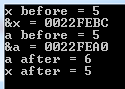 x before = 5
&x = 0022FEBC
a before = 5
&a = 0022FEA0
a after = 6
x after = 5